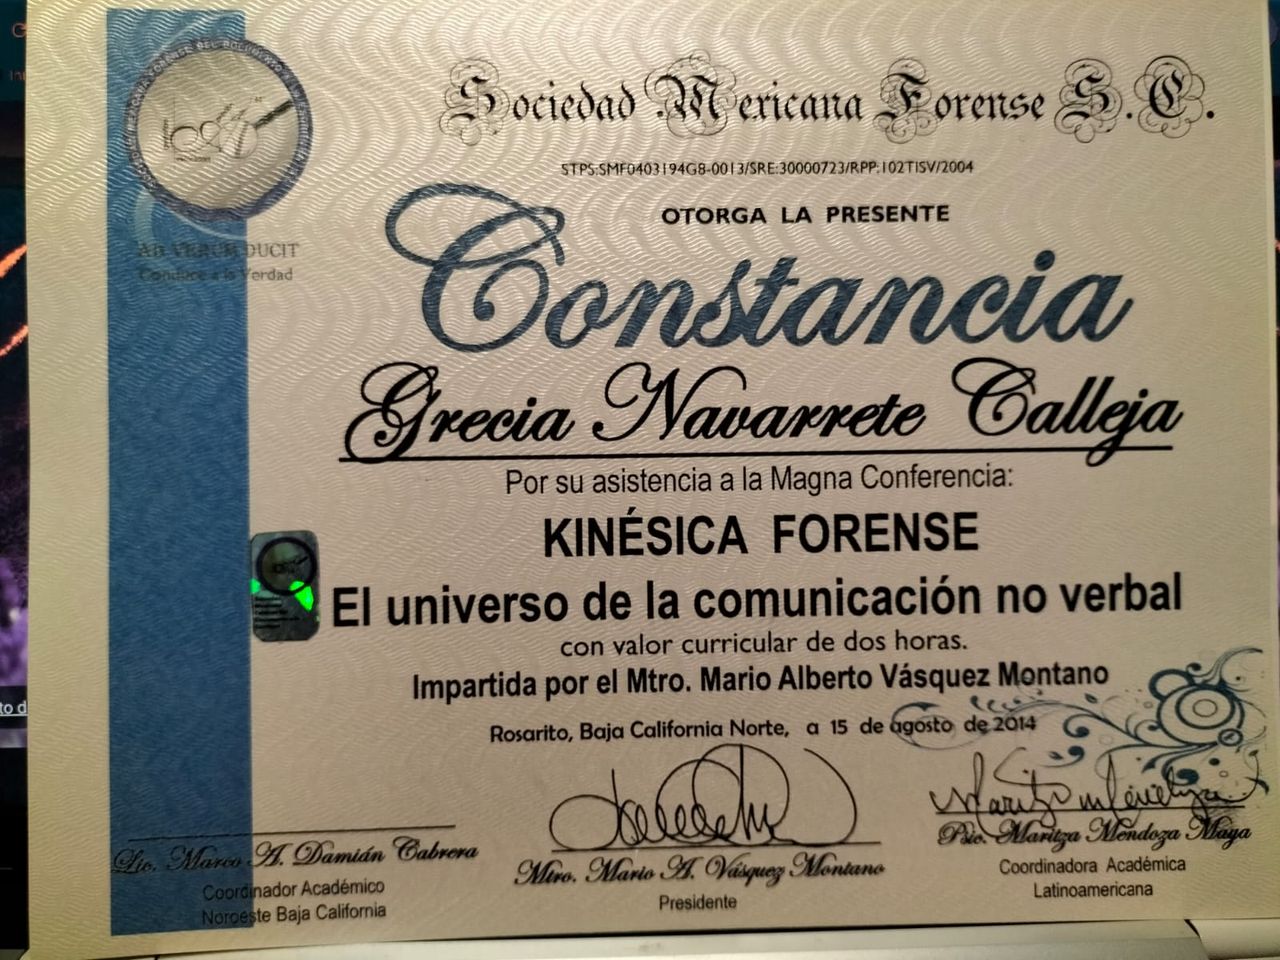 Sociedad Mexicana Forense S.C.
STPS:SMF0403194G8-0013/SRE:30000723/RPP:102TISV/2004
OTORGA LA PRESENTE
AD VERUM DUCIT
Conduce a la Verdad
Constancia
Grecia Navarrete Calleja
Por su asistencia a la Magna Conferencia:
KINÉSICA FORENSE
El universo de la comunicación no verbal
con valor curricular de dos horas.
Impartida por el Mtro. Mario Alberto Vásquez Montano
Rosarito, Baja California Norte, a 15 de agosto de 2014
Lic. Marco A. Damián Cabrera
Coordinador Académico
Noroeste Baja California
Mtro. Mario A. Vásquez Montano
Presidente
Psic. Maritza Mendoza Maya
Coordinadora Académica
Latinoamericana